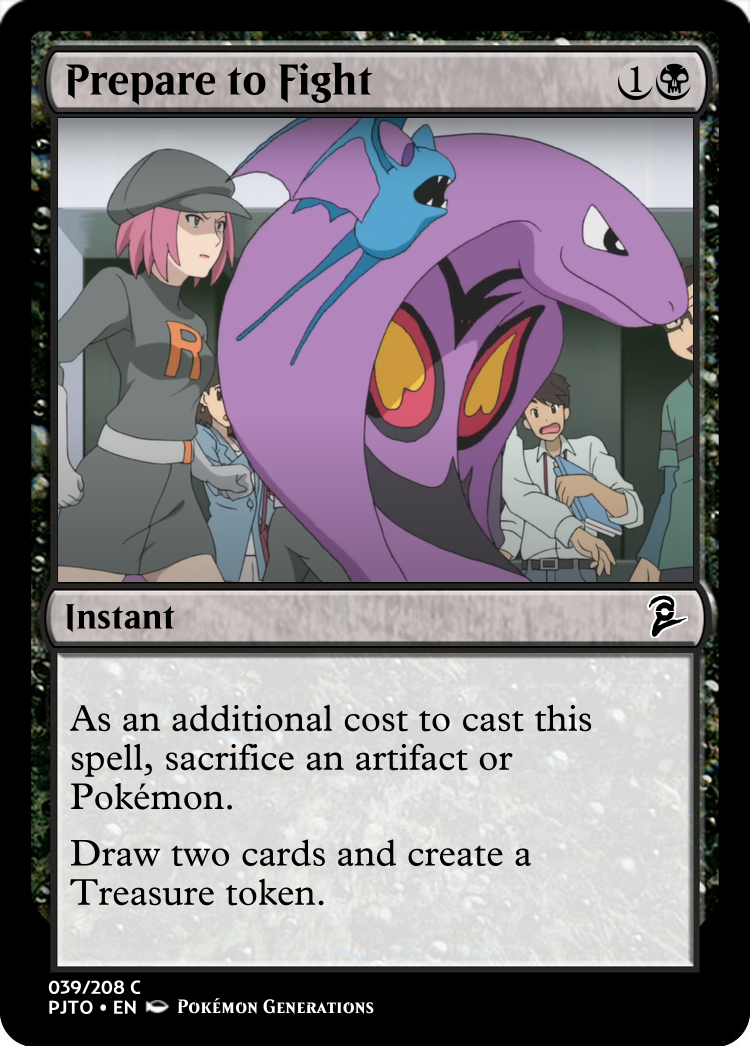 Prepare to Fight 1
R
Instant
As an additional cost to cast this
spell, sacrifice an artifact or
Pokémon.
Draw two cards and create a
Treasure token.
039/208 C
PJTO • EN Pokémon Generations